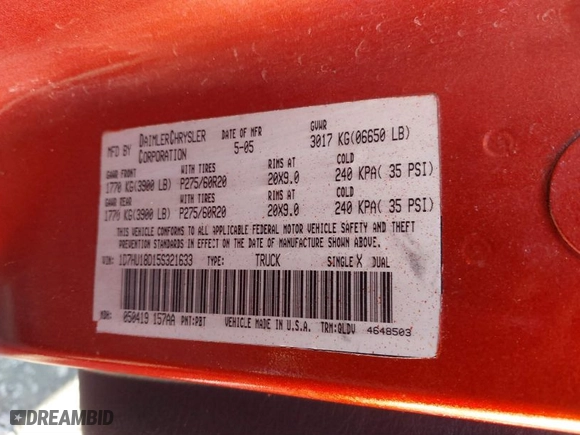 MFD BY DAIMLERCHRYSLER CORPORATION DATE OF MFR 5-05 GVWR 3017 KG(06650 LB)
GAWR FRONT WITH TIRES RIMS AT COLD
1770 KG(3900 LB) P275/60R20 20X9.0 240 KPA( 35 PSI)
GAWR REAR WITH TIRES RIMS AT COLD
1770 KG(3900 LB) P275/60R20 20X9.0 240 KPA( 35 PSI)
THIS VEHICLE CONFORMS TO ALL APPLICABLE FEDERAL MOTOR VEHICLE SAFETY AND THEFT
PREVENTION STANDARDS IN EFFECT ON THE DATE OF MANUFACTURE SHOWN ABOVE.
VIN: 1D7HU18D15S321633 TYPE: TRUCK SINGLE X DUAL
MDH: 050419 157AA PNT:PBT VEHICLE MADE IN U.S.A. TRM:QLDV 4648503
DREAMBID